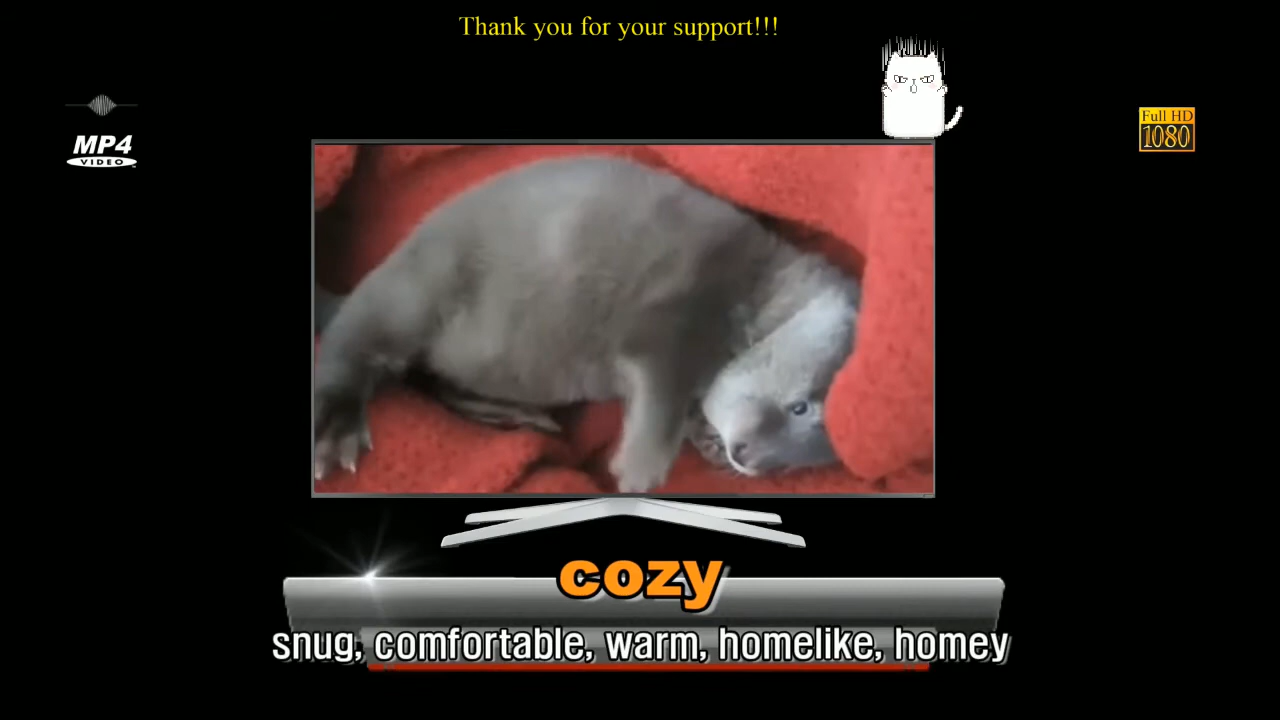 Thank you for your support!!!
MP4
VIDEO
Full HD
1080
cozy
snug, comfortable, warm, homelike, homey